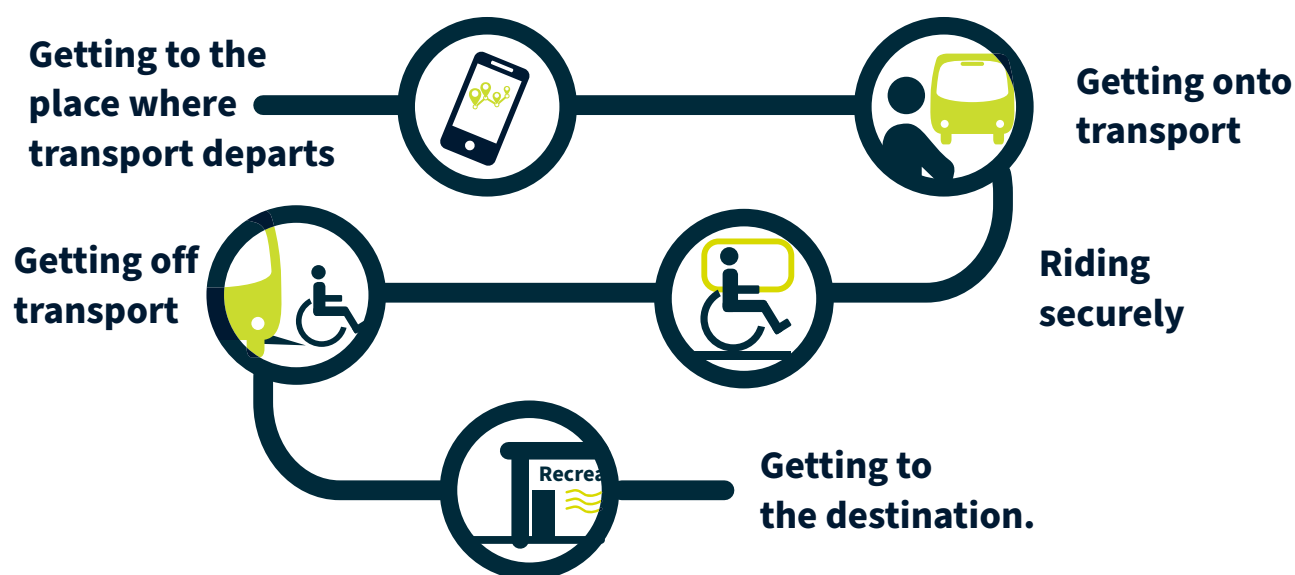 Getting to the
place where
transport departs
Getting onto
transport
Riding
securely
Getting off
transport
Recrea
Getting to
the destination.